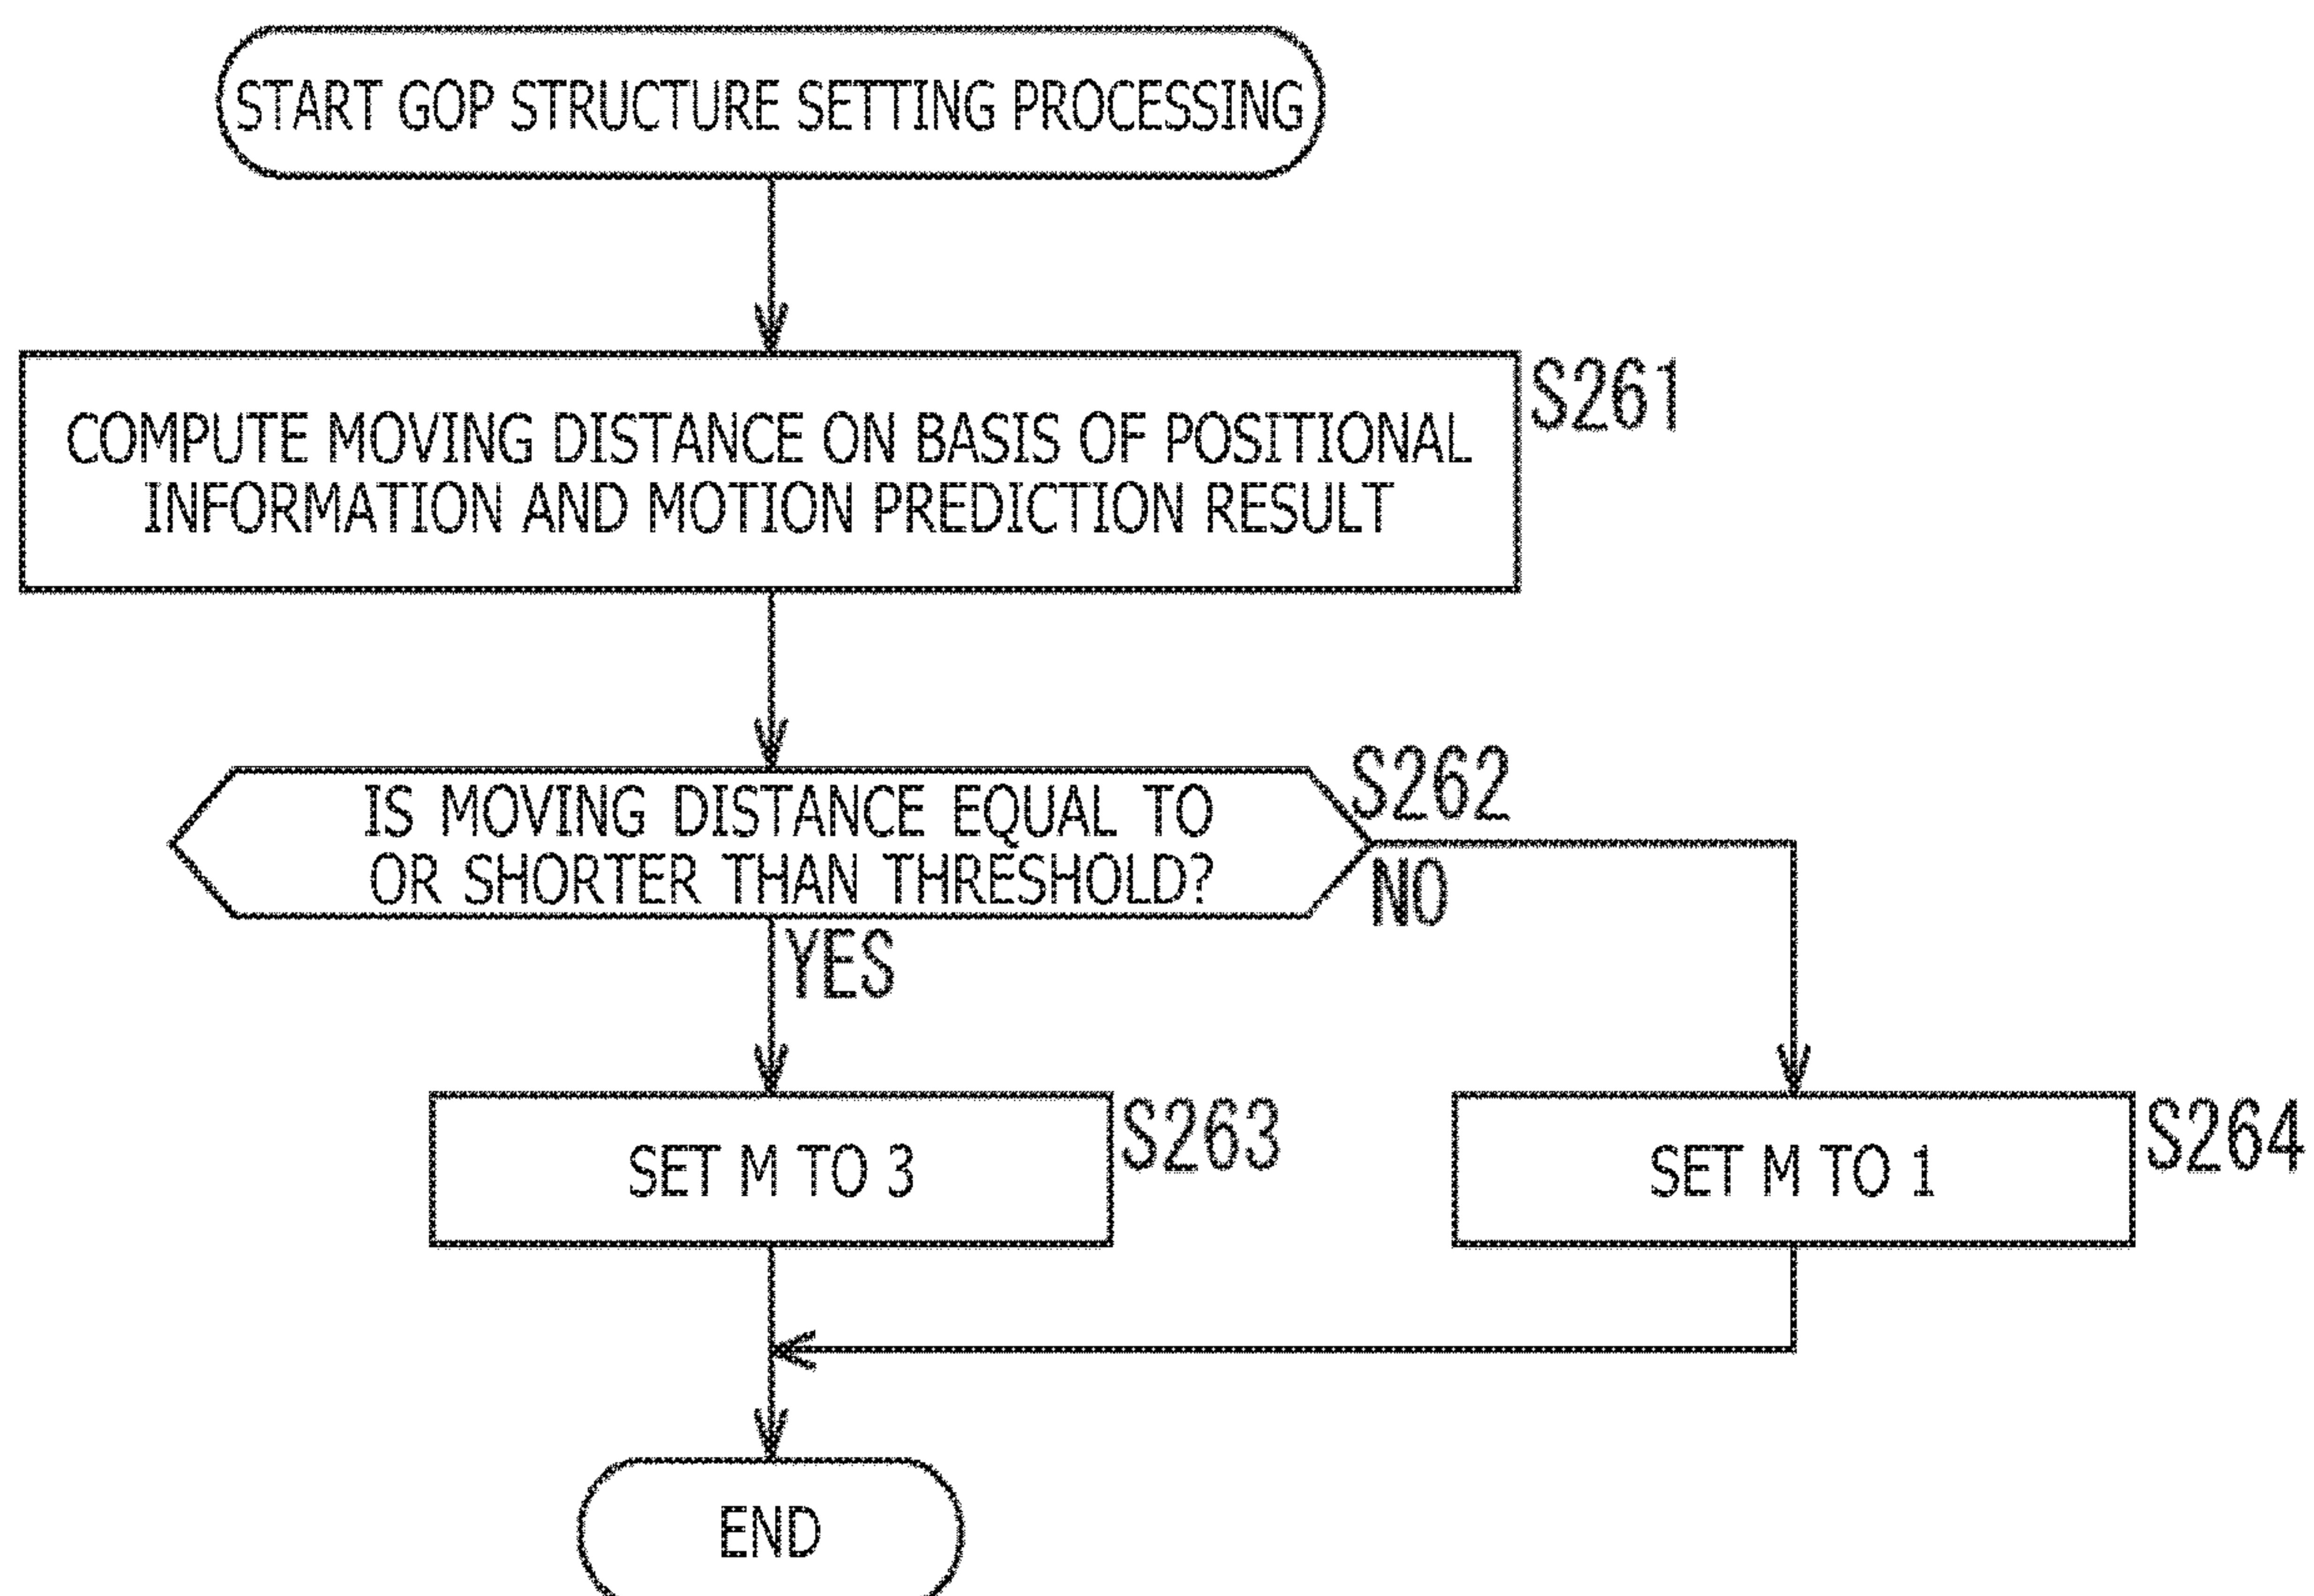 START GOP STRUCTURE SETTING PROCESSING
S261
COMPUTE MOVING DISTANCE ON BASIS OF POSITIONAL
INFORMATION AND MOTION PREDICTION RESULT
S262
IS MOVING DISTANCE EQUAL TO
OR SHORTER THAN THRESHOLD?
NO
YES
S263
SET M TO 3
S264
SET M TO 1
END